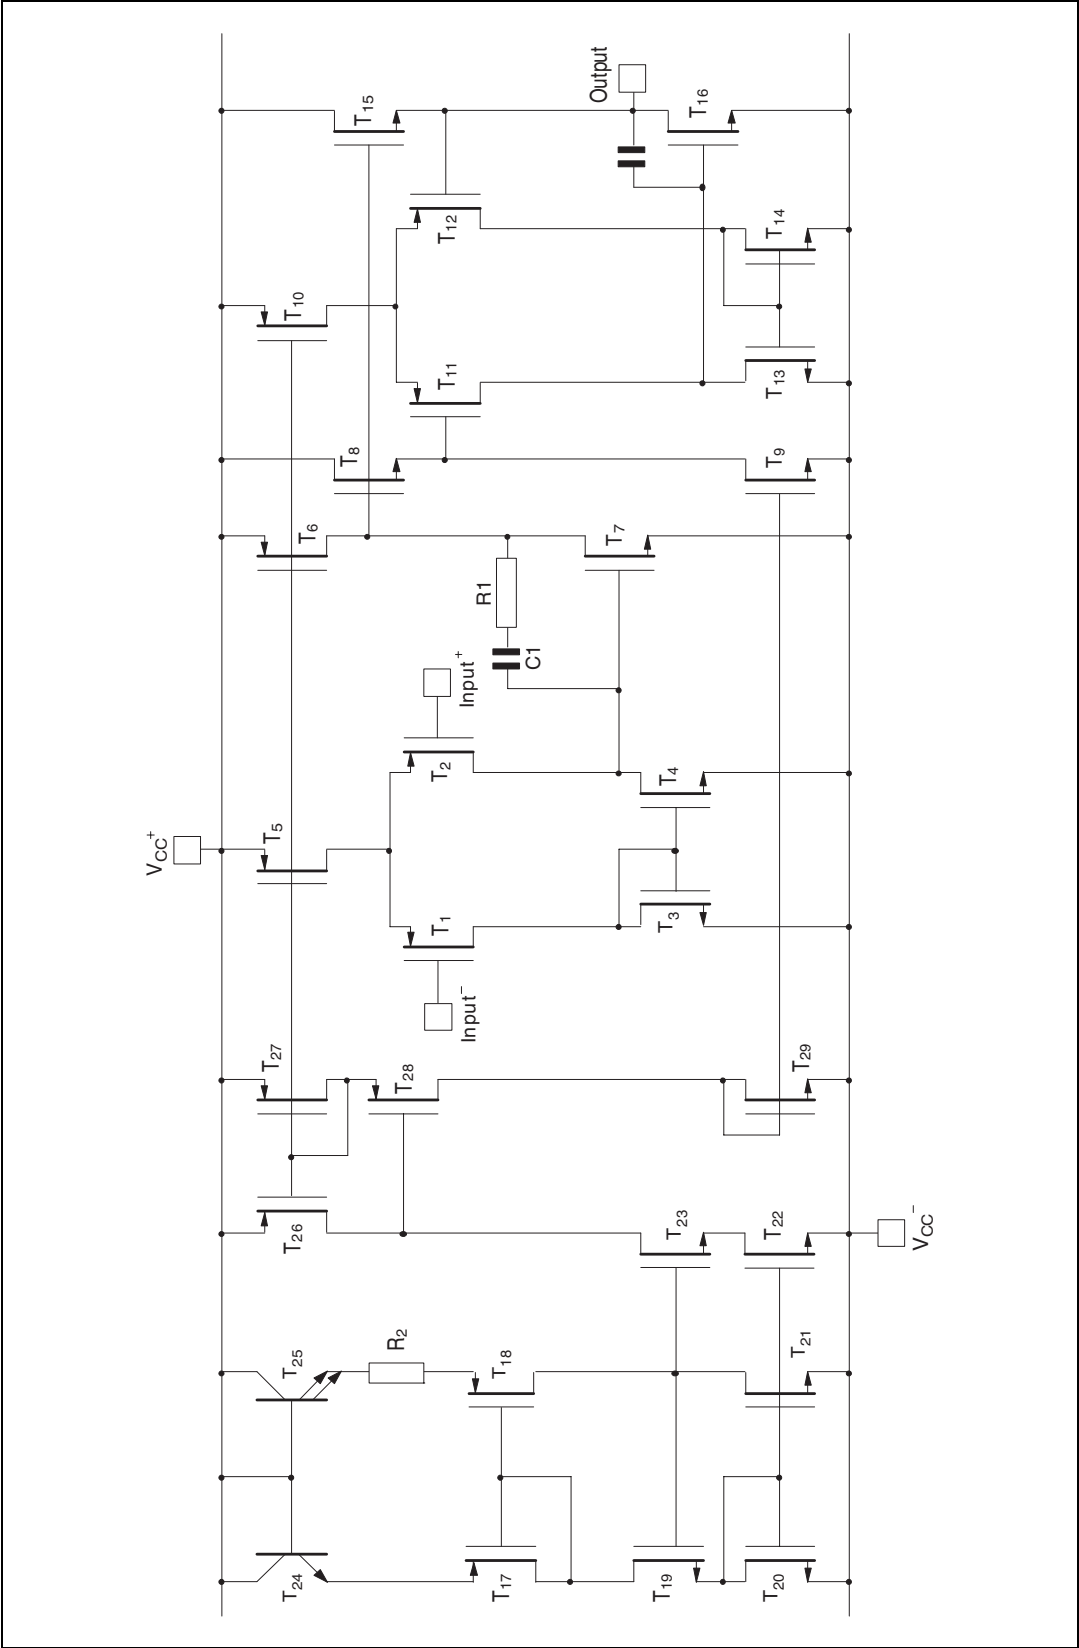 T24
T25
R2
T17
T18
T19
T20
T21
T26
T23
T22
VCC−
T27
T28
T29
Input−
T1
VCC+
T5
T3
T2
Input+
T4
C1
R1
T6
T7
T8
T9
T10
T11
T12
T13
T14
T15
Output
T16